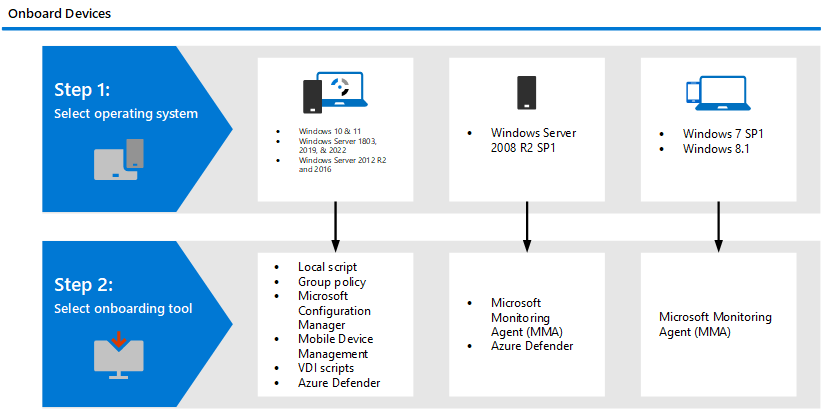 Onboard Devices
Step 1:
Select operating system
• Windows 10 & 11
• Windows Server 1803,
2019, & 2022
• Windows Server 2012 R2
and 2016
• Windows Server
2008 R2 SP1
• Windows 7 SP1
• Windows 8.1
Step 2:
Select onboarding tool
• Local script
• Group policy
• Microsoft
Configuration
Manager
• Mobile Device
Management
• VDI scripts
• Azure Defender
• Microsoft
Monitoring
Agent (MMA)
• Azure Defender
Microsoft Monitoring
Agent (MMA)